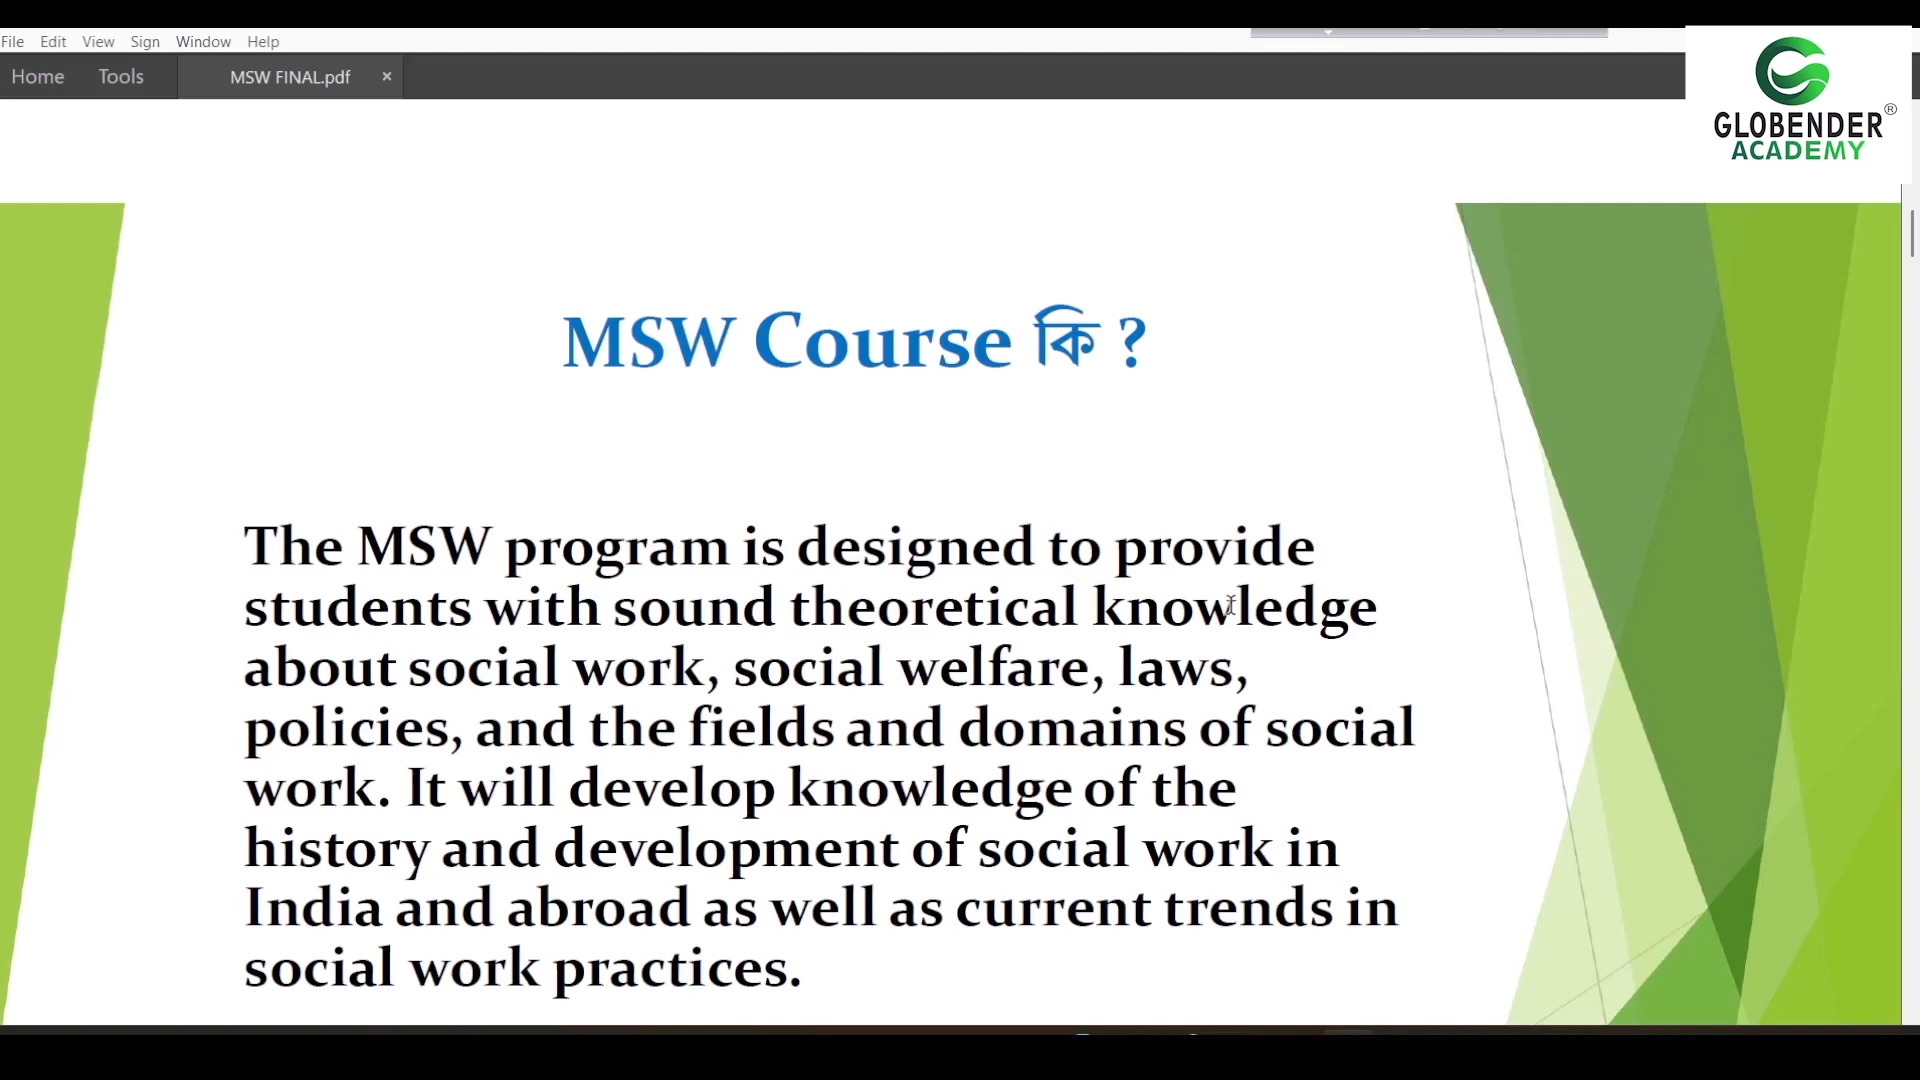 File Edit View Sign Window Help
Home Tools MSW FINAL.pdf ×
GLOBENDER®
ACADEMY
MSW Course কি ?
The MSW program is designed to provide
students with sound theoretical knowledge
about social work, social welfare, laws,
policies, and the fields and domains of social
work. It will develop knowledge of the
history and development of social work in
India and abroad as well as current trends in
social work practices.